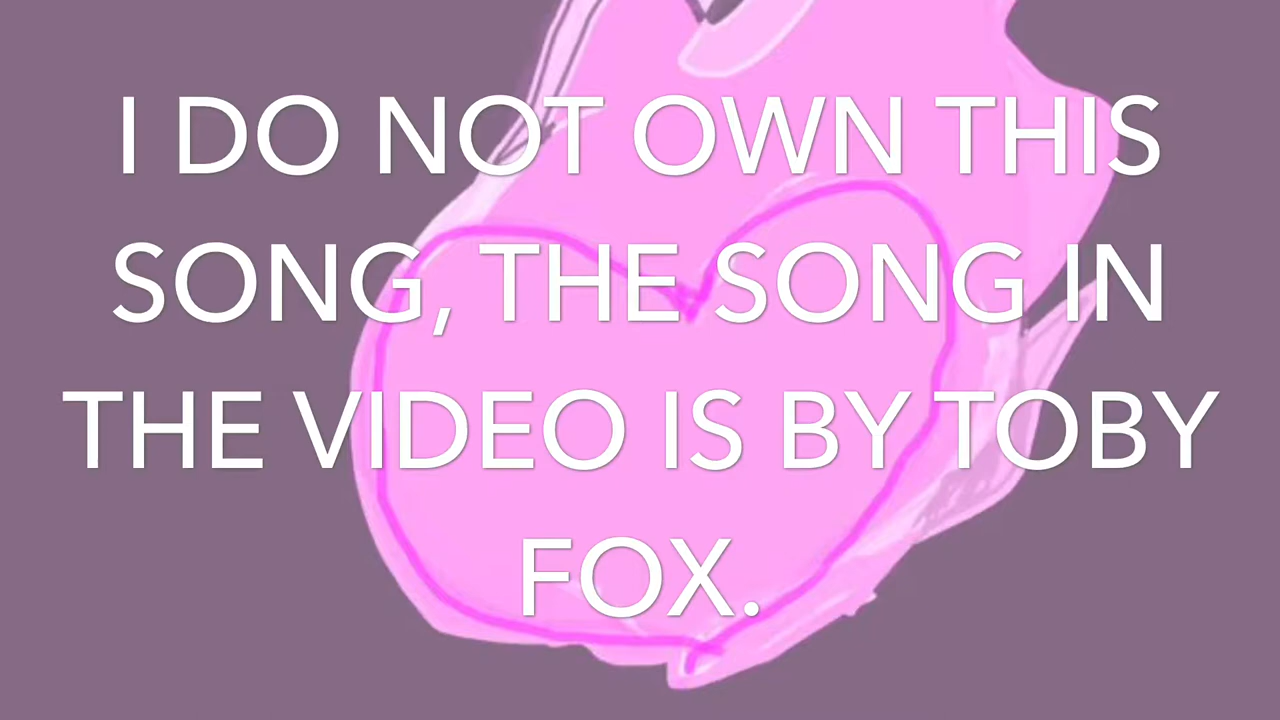 I DO NOT OWN THIS
SONG, THE SONG IN
THE VIDEO IS BY TOBY
FOX.